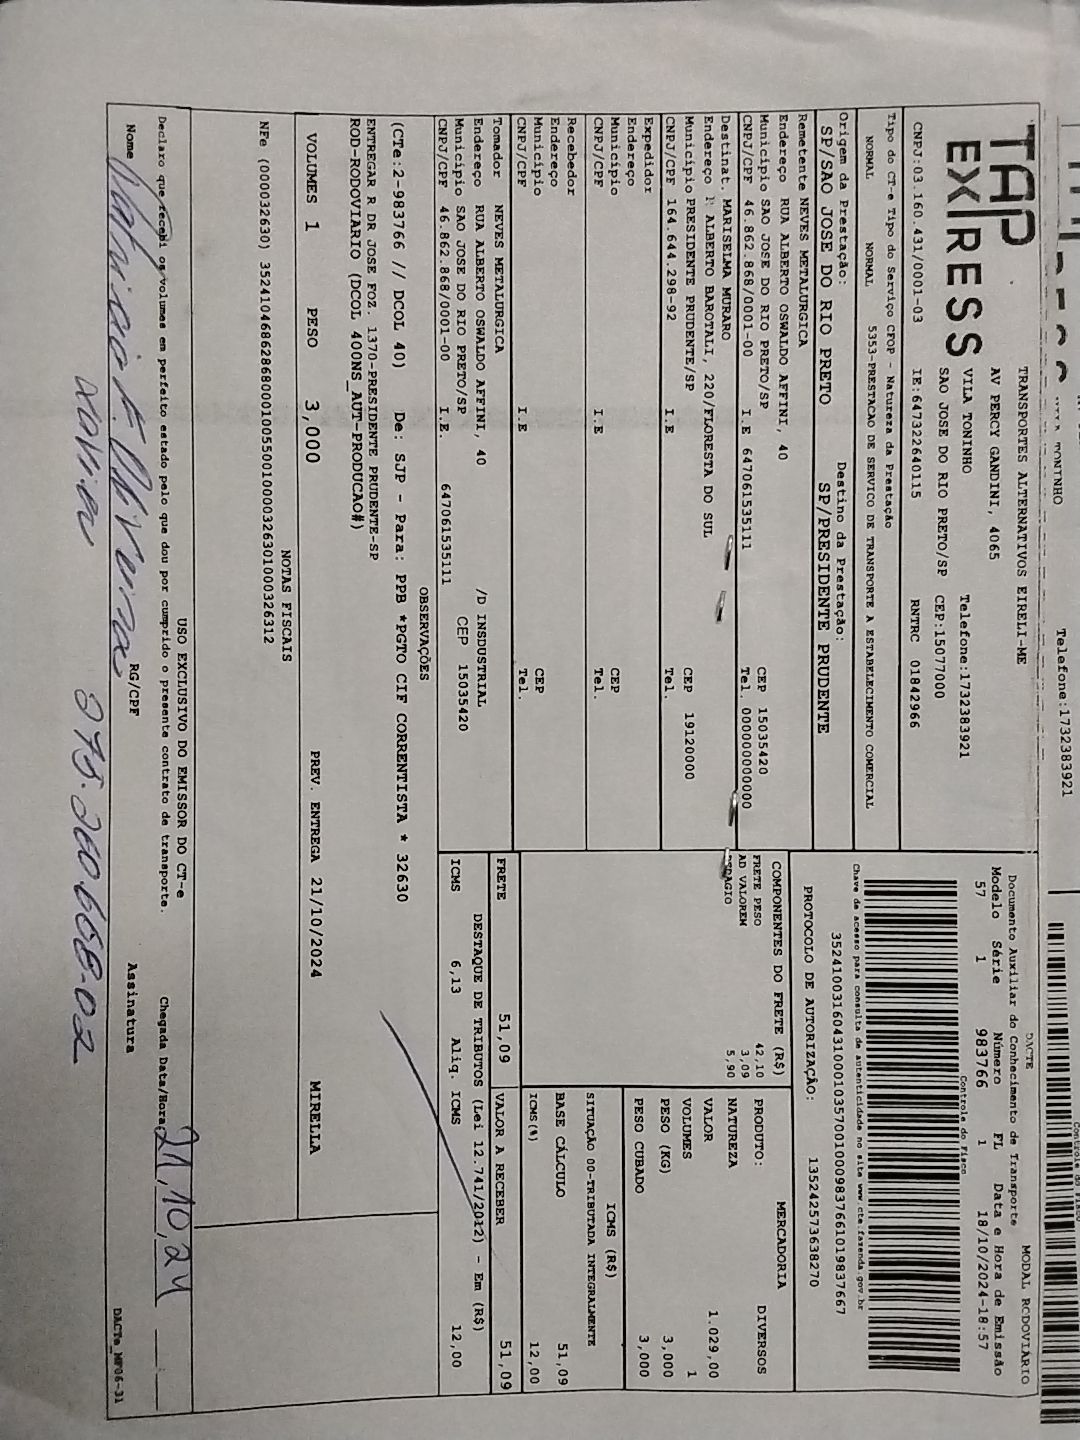 Telefone:1732383921
TAP
EXPRESS
TRANSPORTES ALTERNATIVOS EIRELI-ME
AV PERCY GANDINI, 4065
VILA TONINHO
Telefone:1732383921
SAO JOSE DO RIO PRETO/SP CEP:15077000
CNPJ:03.160.431/0001-03 IE:647322640115 RNTRC 01842966
DACTE
MODAL RODOVIÁRIO
Documento Auxiliar do Conhecimento de Transporte
Modelo Série Número FL Data e Hora de Emissão
57 1 983766 1 18/10/2024-18:57
Controle do Fisco
Chave de acesso para consulta de autenticidade no site www.cte.fazenda.gov.br
PROTOCOLO DE AUTORIZAÇÃO: 135242573638270
Tipo do CT-e Tipo do Serviço CFOP - Natureza da Prestação
NORMAL NORMAL 5353-PRESTACAO DE SERVICO DE TRANSPORTE A ESTABELECIMENTO COMERCIAL
Origem da Prestação: Destino da Prestação:
SP/SAO JOSE DO RIO PRETO SP/PRESIDENTE PRUDENTE
Remetente NEVES METALURGICA
Endereço RUA ALBERTO OSWALDO AFFINI, 40
Município SAO JOSE DO RIO PRETO/SP CEP 15035420
CNPJ/CPF 46.862.868/0001-00 I.E 647061535111 Tel. 000000000000
Destinat. MARISELMA MURARO
Endereço ALBERTO BAROTALI, 220/FLORESTA DO SUL
Município PRESIDENTE PRUDENTE/SP CEP 19120000
CNPJ/CPF 164.644.298-92 I.E Tel.
Expedidor
Endereço
Município CEP
CNPJ/CPF I.E Tel.
Recebedor
Endereço
Município CEP
CNPJ/CPF I.E Tel.
Tomador NEVES METALURGICA
Endereço RUA ALBERTO OSWALDO AFFINI, 40 /D INSDUSTRIAL
Município SAO JOSE DO RIO PRETO/SP CEP 15035420
CNPJ/CPF 46.862.868/0001-00 I.E. 647061535111
COMPONENTES DO FRETE (R$)
FRETE PESO 42,10
AD VALOREM 3,09
PEDAGIO 5,90
MERCADORIA
PRODUTO: DIVERSOS
NATUREZA
VALOR 1.029,00
VOLUMES 1
PESO (KG) 3,000
PESO CUBADO 3,000
ICMS (R$)
SITUAÇÃO 00-TRIBUTADA INTEGRALMENTE
BASE CÁLCULO 51,09
ICMS(%) 12,00
FRETE 51,09 VALOR A RECEBER 51,09
DESTAQUE DE TRIBUTOS (Lei 12.741/2012) - Em (R$)
ICMS 6,13 Aliq. ICMS 12,00
OBSERVAÇÕES
(CTe:2-983766 // DCOL 40) De: SJP - Para: PPB *PGTO CIF CORRENTISTA * 32630
ENTREGAR R DR JOSE FOZ. 1370-PRESIDENTE PRUDENTE-SP
ROD-RODOVIARIO (DCOL 400NS_AUT-PRODUCAO#)
VOLUMES 1 PESO 3,000 PREV. ENTREGA 21/10/2024 MIRELLA
NOTAS FISCAIS
NFe (000032630)
USO EXCLUSIVO DO EMISSOR DO CT-e
Declaro que recebi os volumes em perfeito estado pelo que dou por cumprido o presente contrato de transporte. Chegada Data/Hora 21,10,24
Nome RG/CPF Assinatura
DACTe_MF06-31
Xavier 275.260.668-02